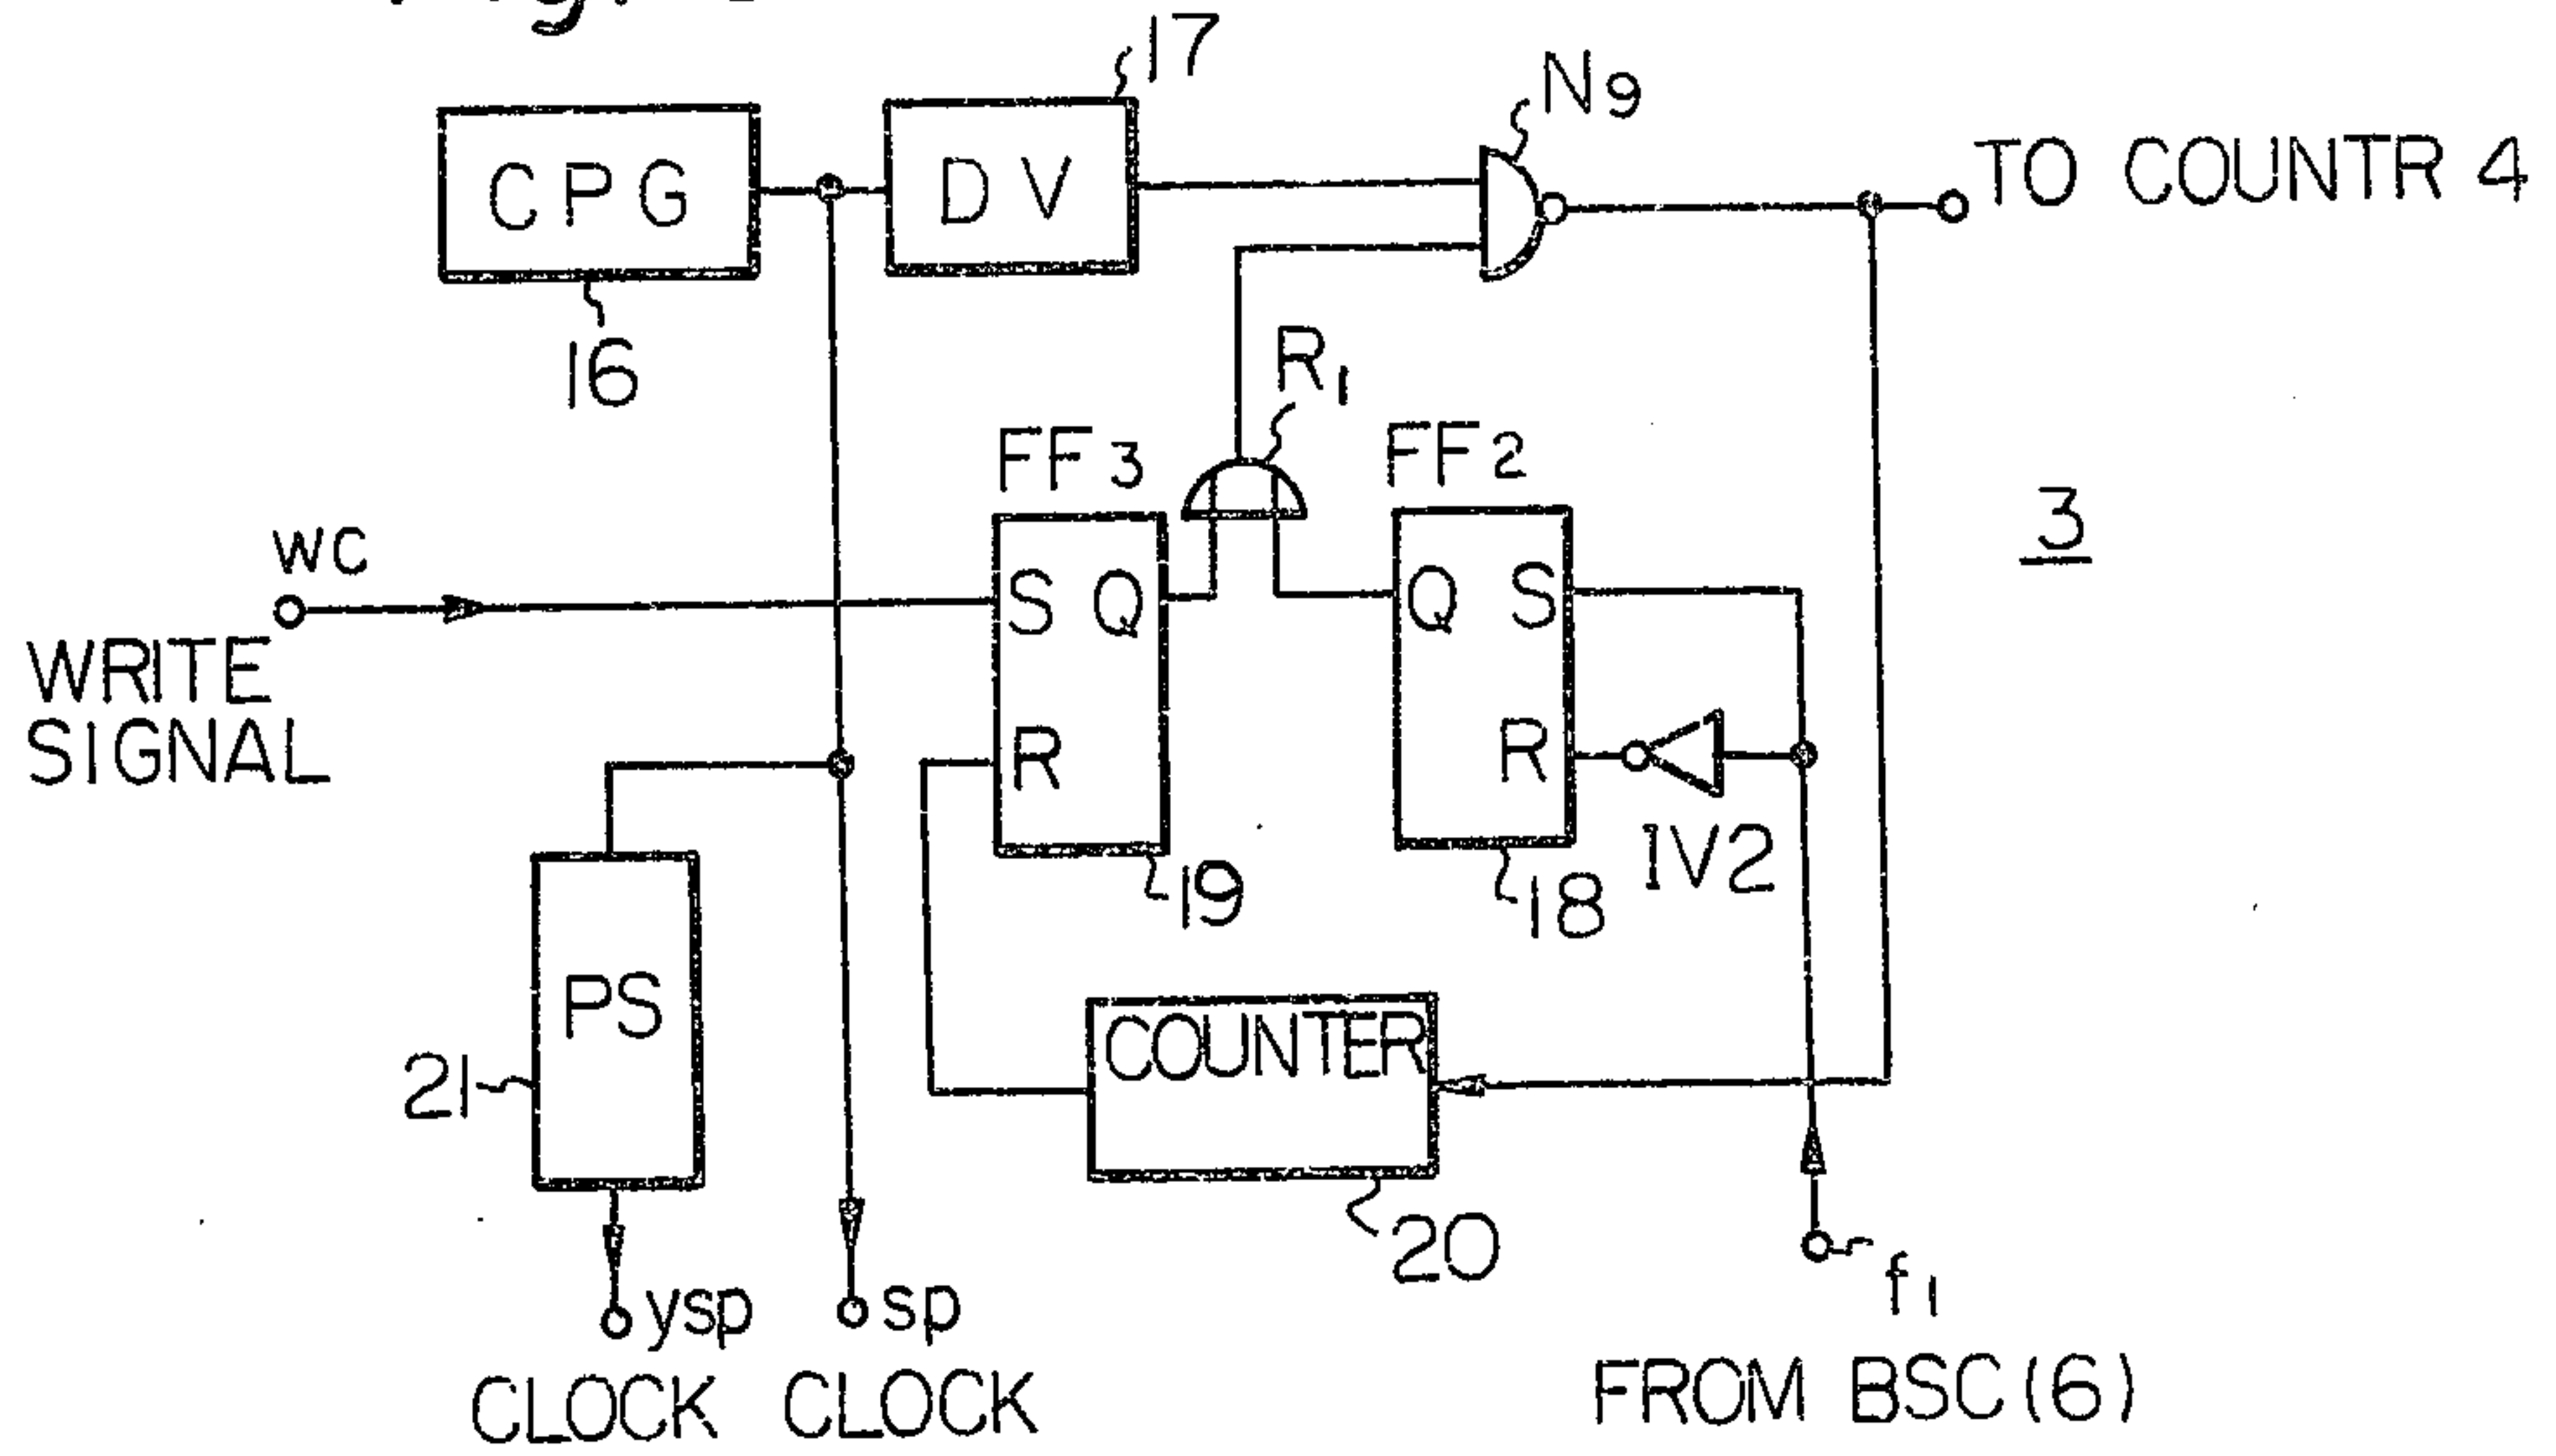 17
N9
CPG
DV
TO COUNTR 4
16
R1
FF3
FF2
3
WC
S Q
Q S
WRITE
SIGNAL
R
R
IV2
19
18
PS
COUNTER
21
20
ysp
sp
f1
CLOCK
CLOCK
FROM BSC(6)